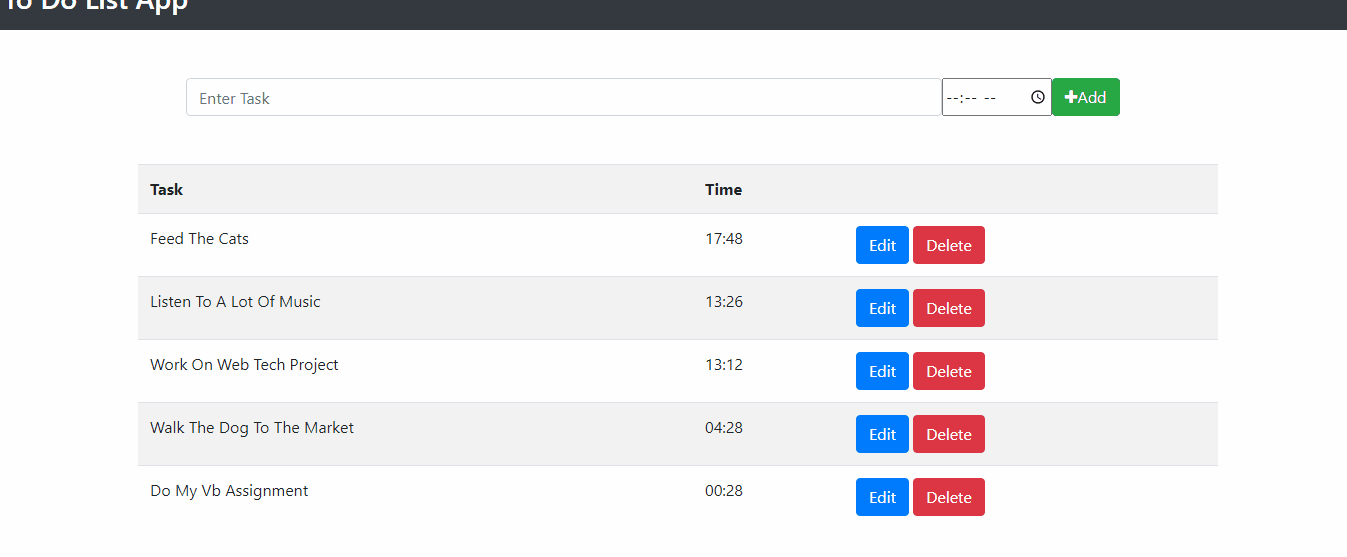 To Do List App
Enter Task --:-- -- Add
Task Time
Feed The Cats 17:48 Edit Delete
Listen To A Lot Of Music 13:26 Edit Delete
Work On Web Tech Project 13:12 Edit Delete
Walk The Dog To The Market 04:28 Edit Delete
Do My Vb Assignment 00:28 Edit Delete